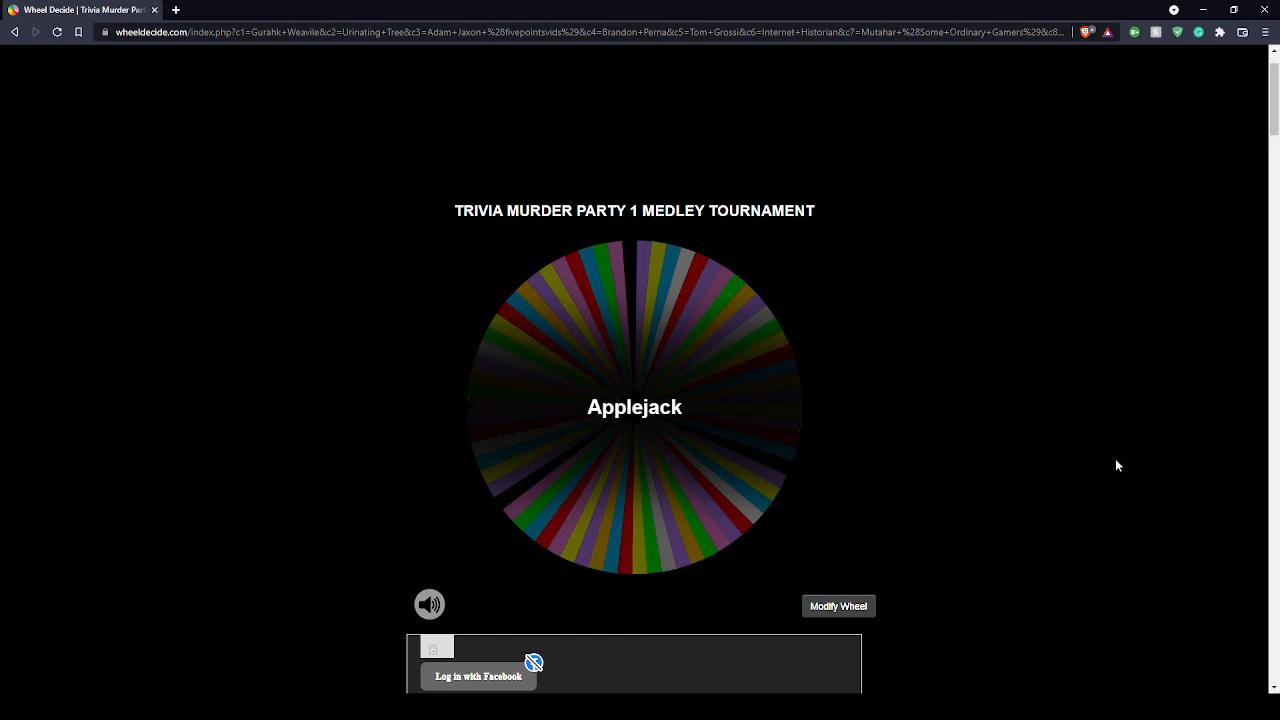 Wheel Decide | Trivia Murder Par
wheeldecide.com/index.php?c1=Gurahk+Weavile&c2=Urinating+Tree&c3=Adam+Jaxon+%28fivepointsvids%29&c4=Brandon+Perna&c5=Tom+Grossi&c6=Internet+Historian&c7=Mutahar+%28Some+Ordinary+Gamers%29&c8...
TRIVIA MURDER PARTY 1 MEDLEY TOURNAMENT
Applejack
Modify Wheel
Log in with Facebook